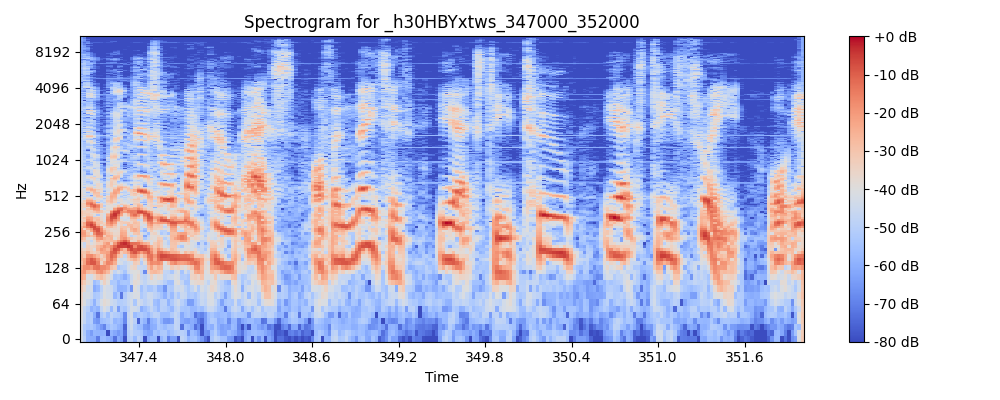 Spectrogram for _h30HBYxtws_347000_352000
8192
4096
2048
1024
512
256
128
64
0
Hz
347.4 348.0 348.6 349.2 349.8 350.4 351.0 351.6
Time
+0 dB
-10 dB
-20 dB
-30 dB
-40 dB
-50 dB
-60 dB
-70 dB
-80 dB